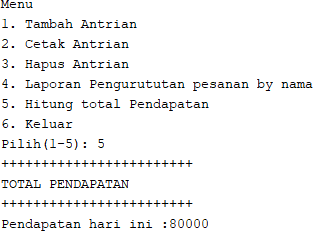 Menu
1. Tambah Antrian
2. Cetak Antrian
3. Hapus Antrian
4. Laporan Pengurututan pesanan by nama
5. Hitung total Pendapatan
6. Keluar
Pilih(1-5): 5
++++++++++++++++++++++++
TOTAL PENDAPATAN
++++++++++++++++++++++++
Pendapatan hari ini :80000